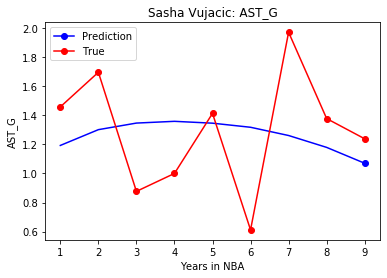 Sasha Vujacic: AST_G
Prediction
True
2.0
1.8
1.6
1.4
1.2
1.0
0.8
0.6
AST_G
1 2 3 4 5 6 7 8 9
Years in NBA